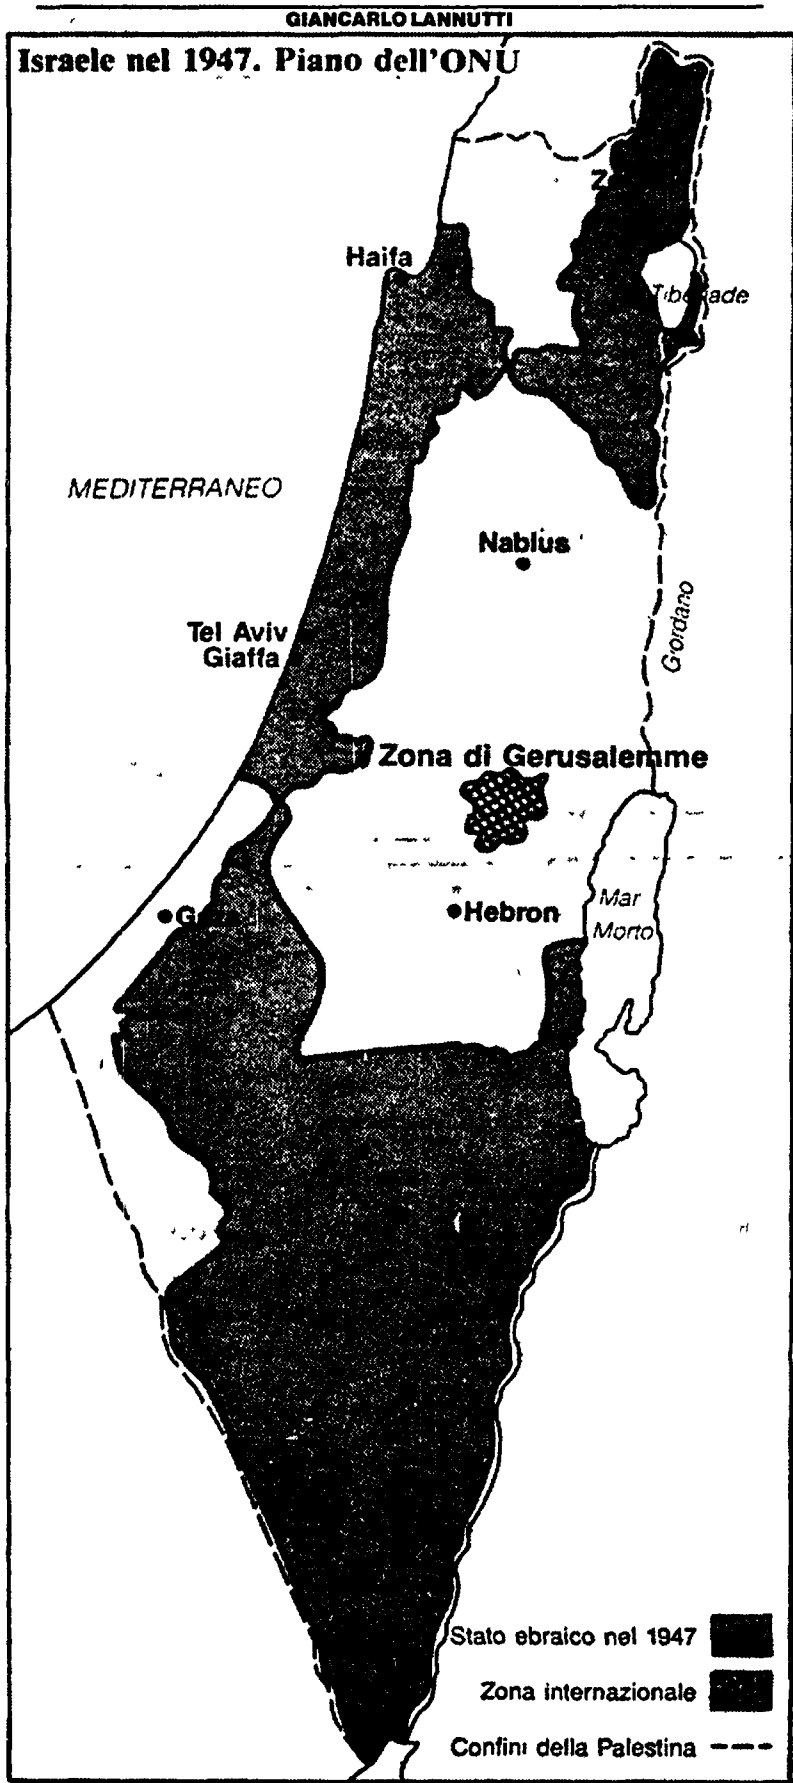 GIANCARLO LANNUTTI
Israele nel 1947. Piano dell'ONU
Z
Haifa
Tiberiade
MEDITERRANEO
Nablus
Giordano
Tel Aviv
Giaffa
Zona di Gerusalemme
Gaza
Hebron
Mar
Morto
Stato ebraico nel 1947
Zona internazionale
Confini della Palestina